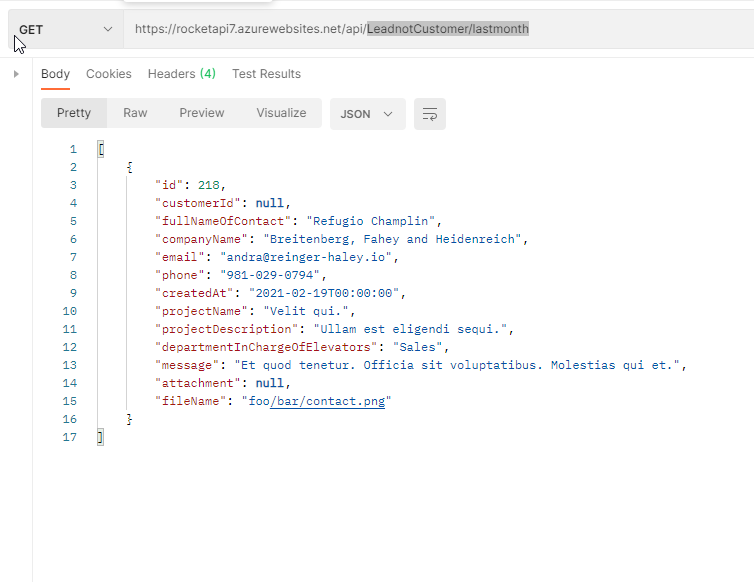 GET https://rocketapi7.azurewebsites.net/api/LeadnotCustomer/lastmonth
Body Cookies Headers (4) Test Results
Pretty Raw Preview Visualize JSON
1 [
2 {
3 "id": 218,
4 "customerId": null,
5 "fullNameOfContact": "Refugio Champlin",
6 "companyName": "Breitenberg, Fahey and Heidenreich",
7 "email": "andra@reinger-haley.io",
8 "phone": "981-029-0794",
9 "createdAt": "2021-02-19T00:00:00",
10 "projectName": "Velit qui.",
11 "projectDescription": "Ullam est eligendi sequi.",
12 "departmentInChargeOfElevators": "Sales",
13 "message": "Et quod tenetur. Officia sit voluptatibus. Molestias qui et.",
14 "attachment": null,
15 "fileName": "foo/bar/contact.png"
16 }
17 ]